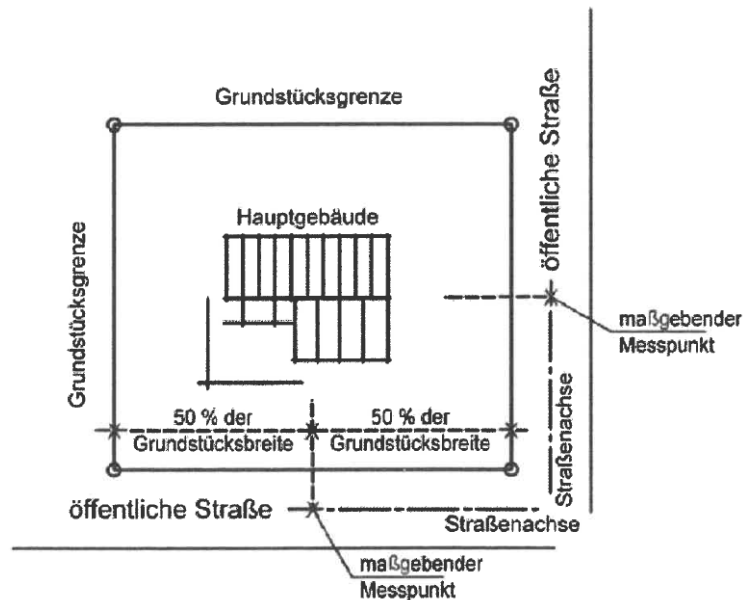 Grundstücksgrenze
öffentliche Straße
Grundstücksgrenze
Hauptgebäude
maßgebender
Messpunkt
50 % der
Grundstücksbreite
50 % der
Grundstücksbreite
Straßenachse
öffentliche Straße
Straßenachse
maßgebender
Messpunkt